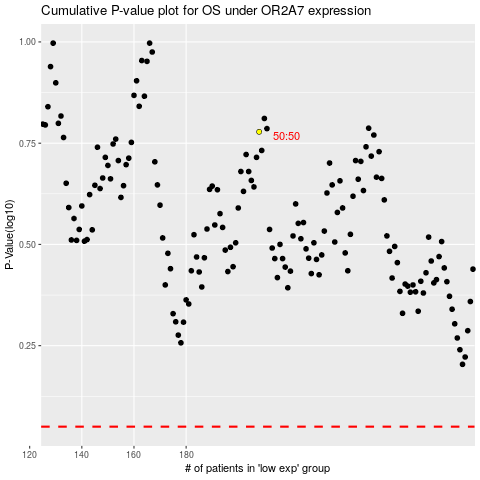 Cumulative P-value plot for OS under OR2A7 expression
P-Value(log10)
1.00
0.75
0.50
0.25
50:50
120 140 160 180
# of patients in 'low exp' group